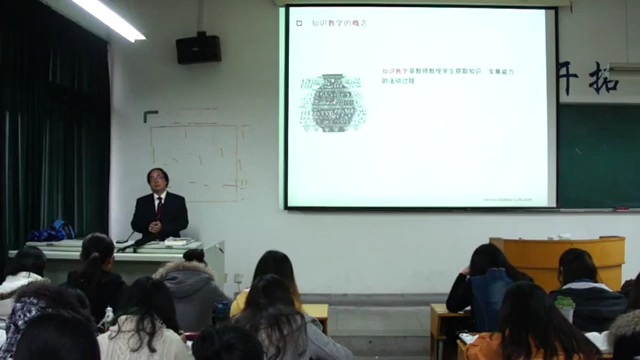 知识教学的概念
知识教学是教师教授学生获取知识、发展能力
的活动过程
开拓